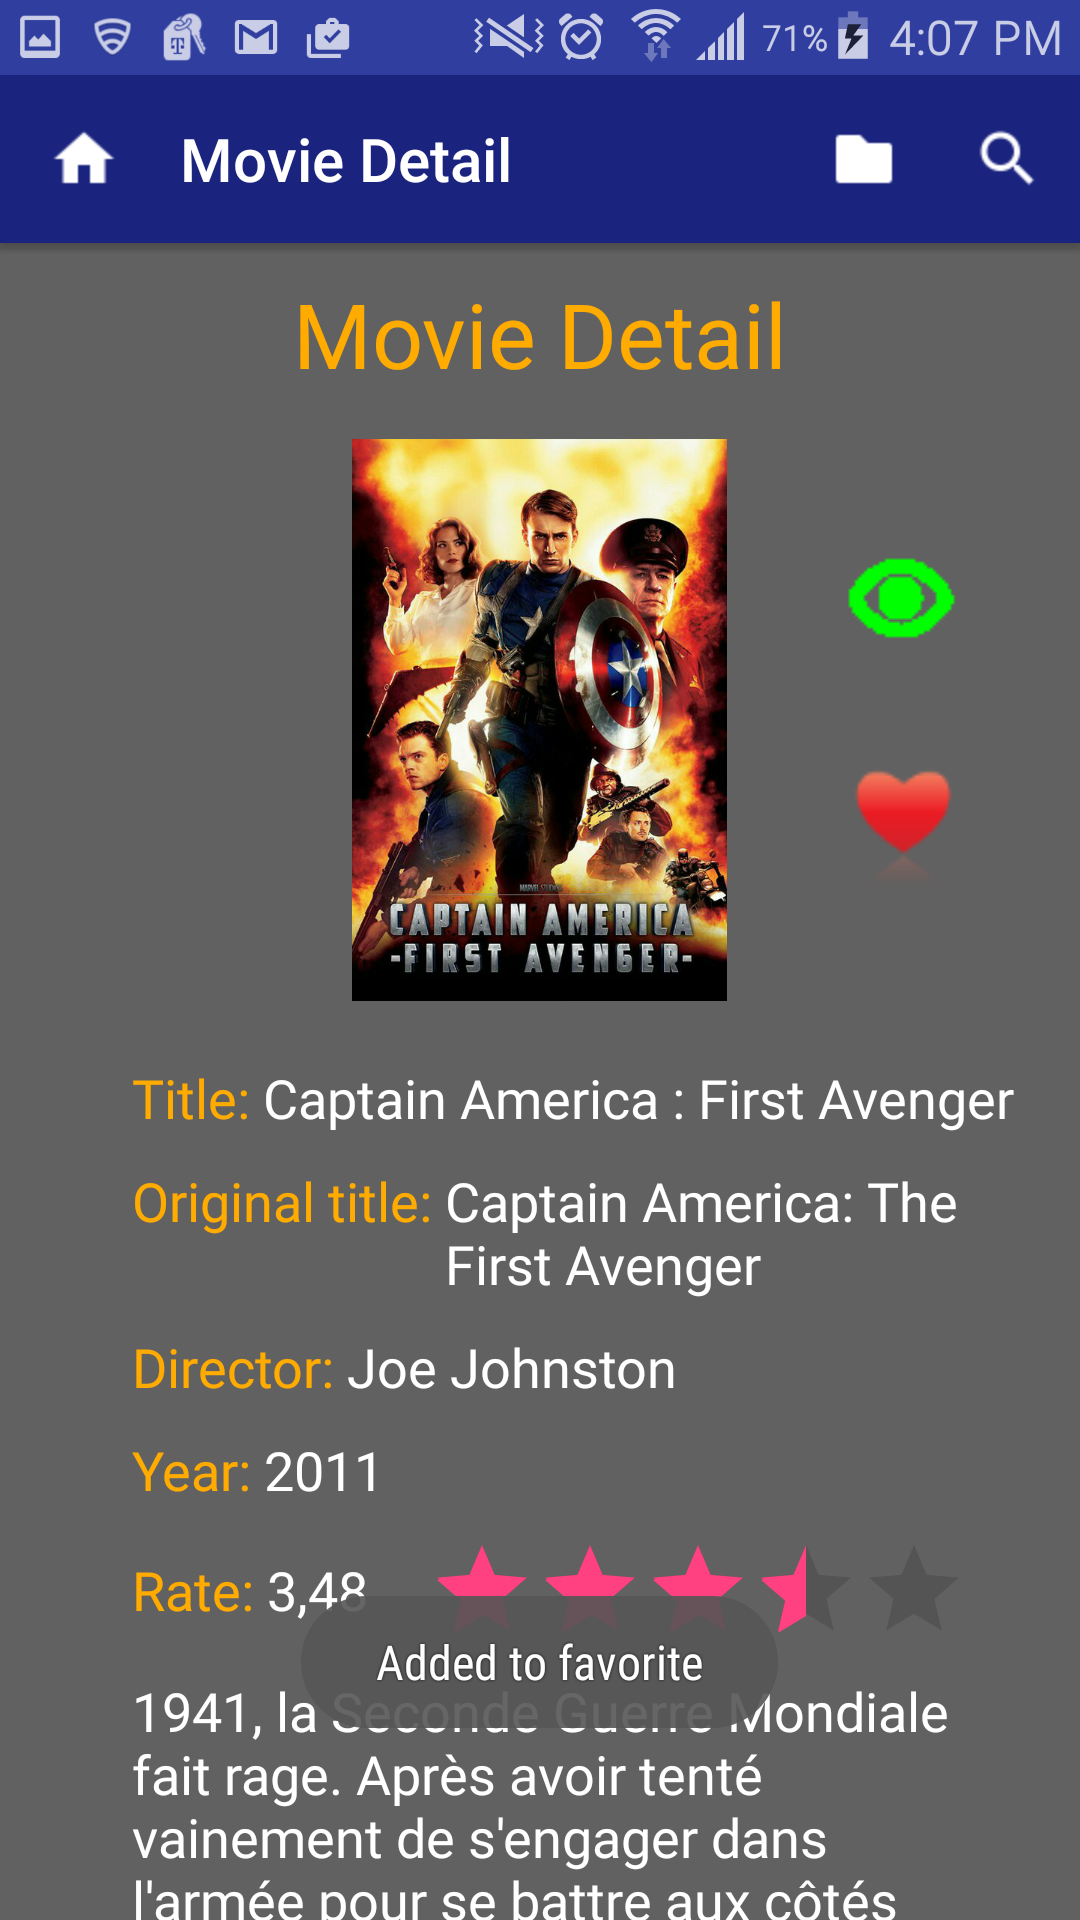 71% 4:07 PM
Movie Detail
Movie Detail
MARVEL STUDIOS
CAPTAIN AMERICA
-FIRST AVENGER-
Title: Captain America : First Avenger
Original title: Captain America: The
First Avenger
Director: Joe Johnston
Year: 2011
Rate: 3,48
Added to favorite
1941, la Seconde Guerre Mondiale
fait rage. Après avoir tenté
vainement de s'engager dans
l'armée pour se battre aux côtés